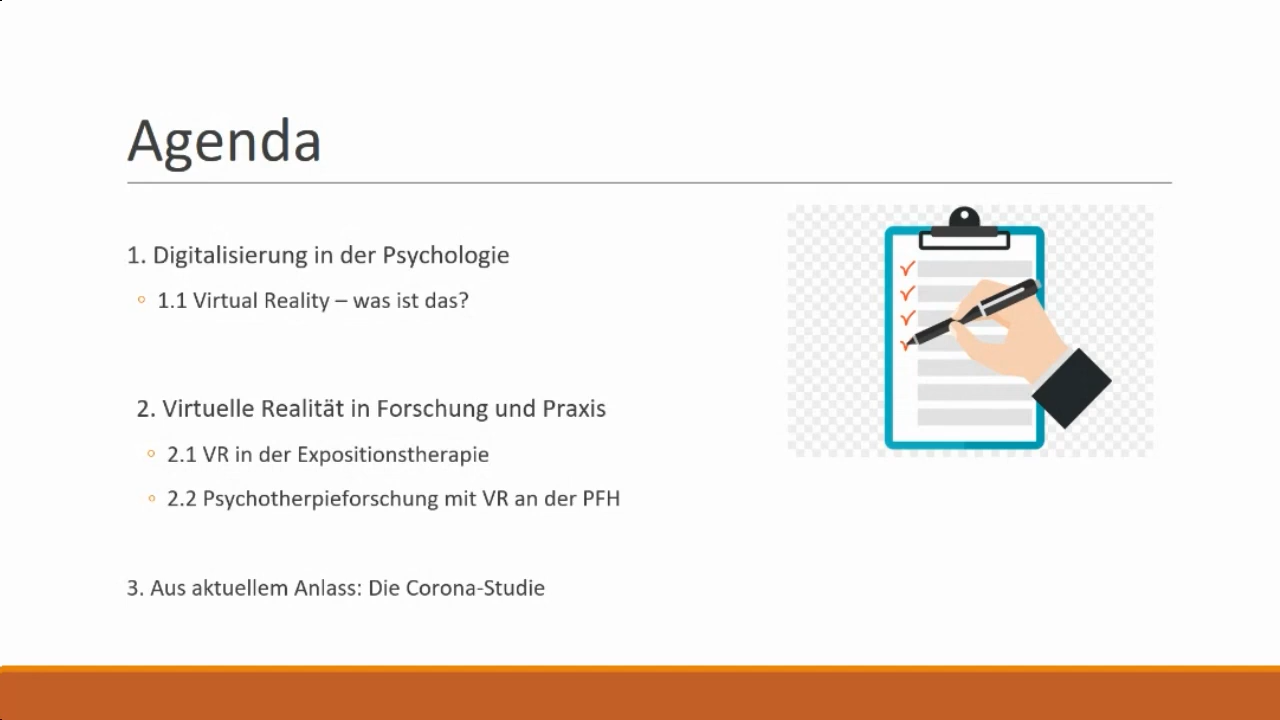 Agenda
1. Digitalisierung in der Psychologie
1.1 Virtual Reality – was ist das?
2. Virtuelle Realität in Forschung und Praxis
2.1 VR in der Expositionstherapie
2.2 Psychotherpieforschung mit VR an der PFH
3. Aus aktuellem Anlass: Die Corona-Studie